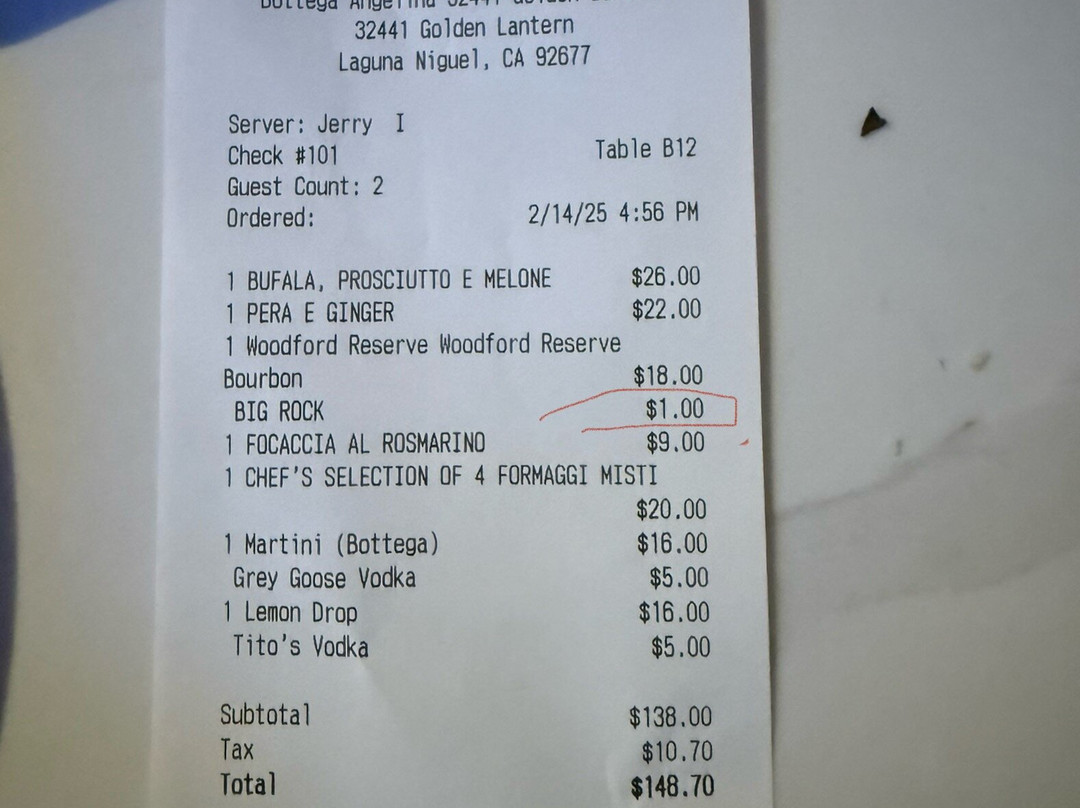 Bottega Angelina 32441 Golden
32441 Golden Lantern
Laguna Niguel, CA 92677
Server: Jerry I
Check #101
Table B12
Guest Count: 2
Ordered: 2/14/25 4:56 PM
1 BUFALA, PROSCIUTTO E MELONE $26.00
1 PERA E GINGER $22.00
1 Woodford Reserve Woodford Reserve
Bourbon $18.00
BIG ROCK $1.00
1 FOCACCIA AL ROSMARINO $9.00
1 CHEF'S SELECTION OF 4 FORMAGGI MISTI
$20.00
1 Martini (Bottega) $16.00
Grey Goose Vodka $5.00
1 Lemon Drop $16.00
Tito's Vodka $5.00
Subtotal $138.00
Tax $10.70
Total $148.70